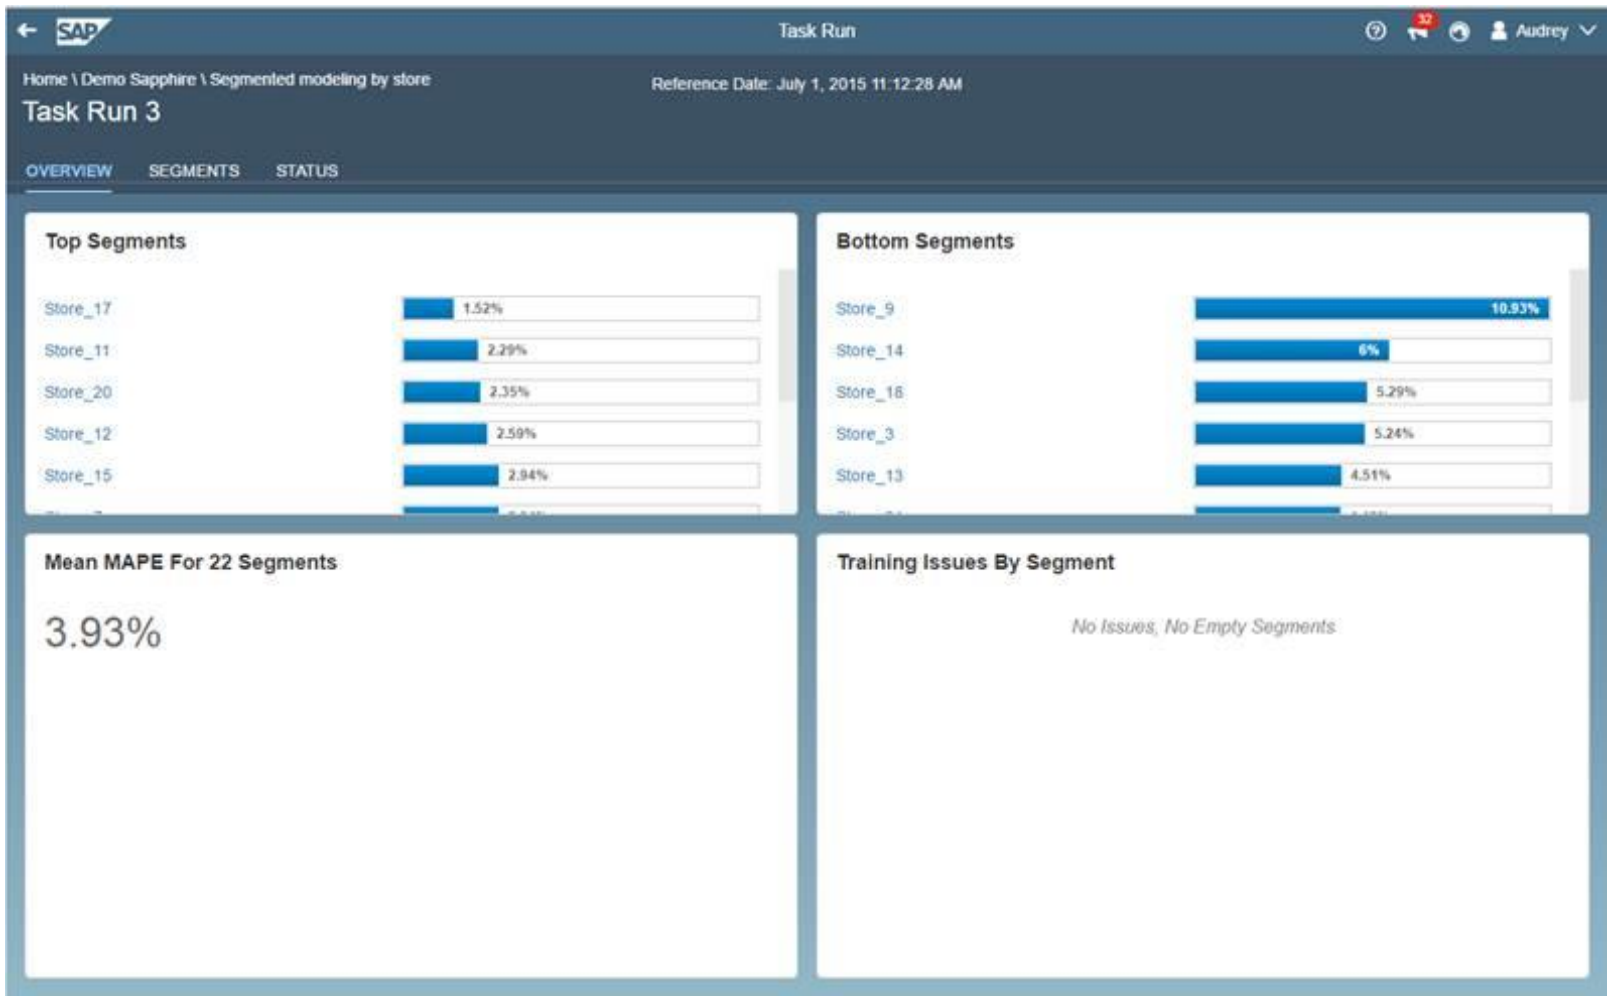 SAP
Task Run
32
Audrey
Home \ Demo Sapphire \ Segmented modeling by store
Reference Date: July 1, 2015 11:12:28 AM
Task Run 3
OVERVIEW SEGMENTS STATUS
Top Segments
Store_17 1.52%
Store_11 2.29%
Store_20 2.35%
Store_12 2.59%
Store_15 2.94%
Bottom Segments
Store_9 10.93%
Store_14 6%
Store_18 5.29%
Store_3 5.24%
Store_13 4.51%
Mean MAPE For 22 Segments
3.93%
Training Issues By Segment
No Issues, No Empty Segments